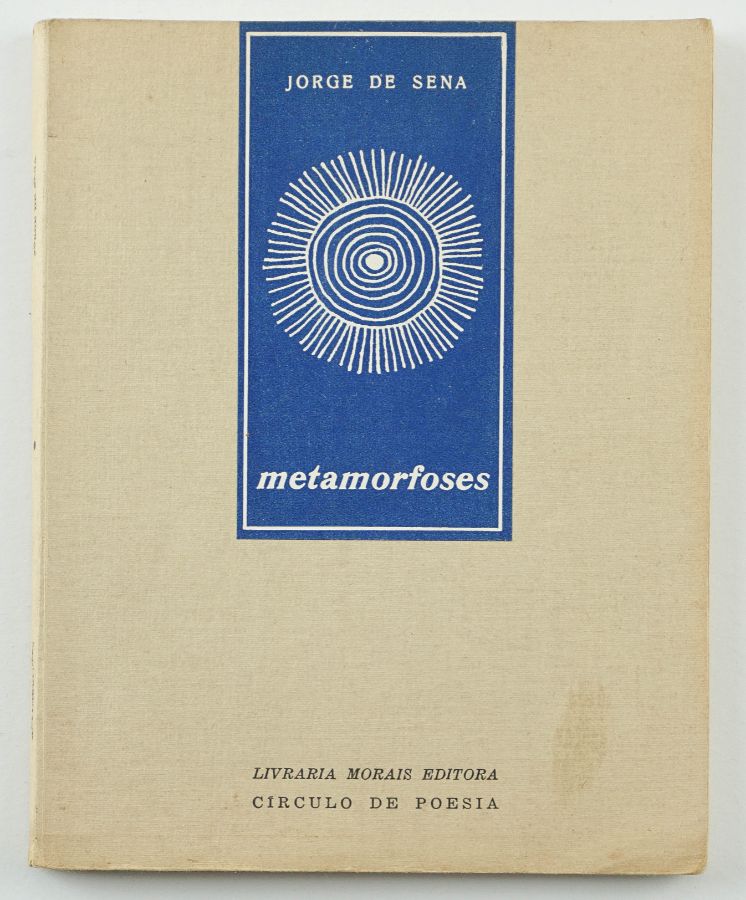 JORGE DE SENA
metamorfoses
LIVRARIA MORAIS EDITORA
CÍRCULO DE POESIA